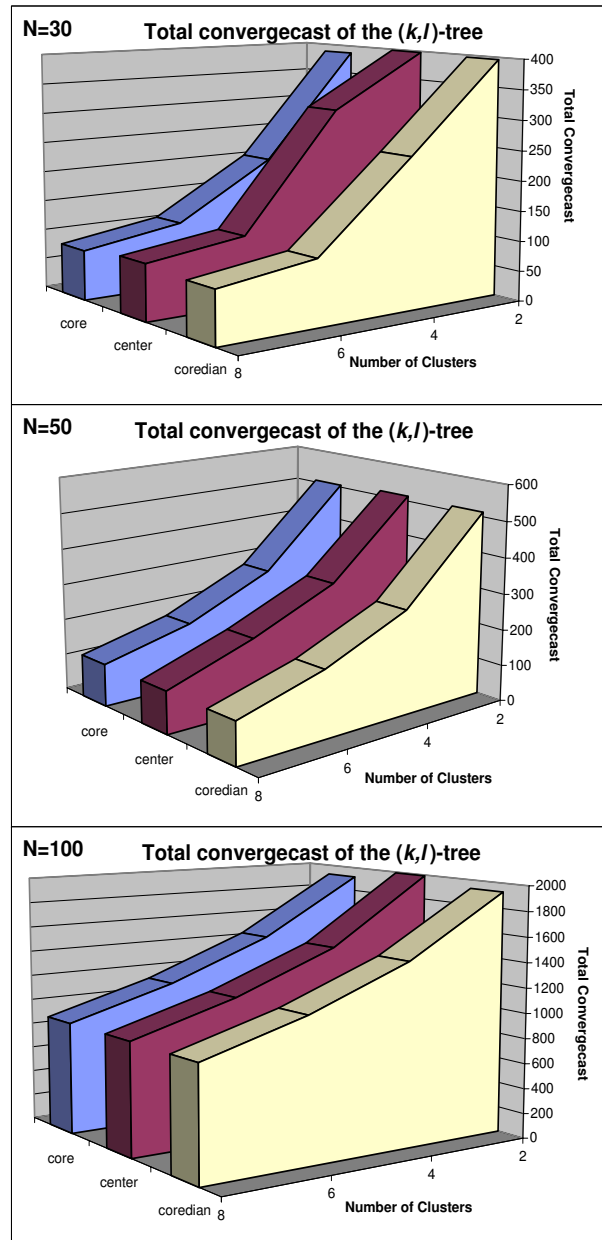 N=30
Total convergecast of the (k,l)-tree
400
350
300
250
200
150
100
50
0
Total Convergecast
core
center
coredian
8
6
4
2
Number of Clusters
N=50
Total convergecast of the (k,l)-tree
600
500
400
300
200
100
0
Total Convergecast
core
center
coredian
8
6
4
2
Number of Clusters
N=100
Total convergecast of the (k,l)-tree
2000
1800
1600
1400
1200
1000
800
600
400
200
0
Total Convergecast
core
center
coredian
8
6
4
2
Number of Clusters